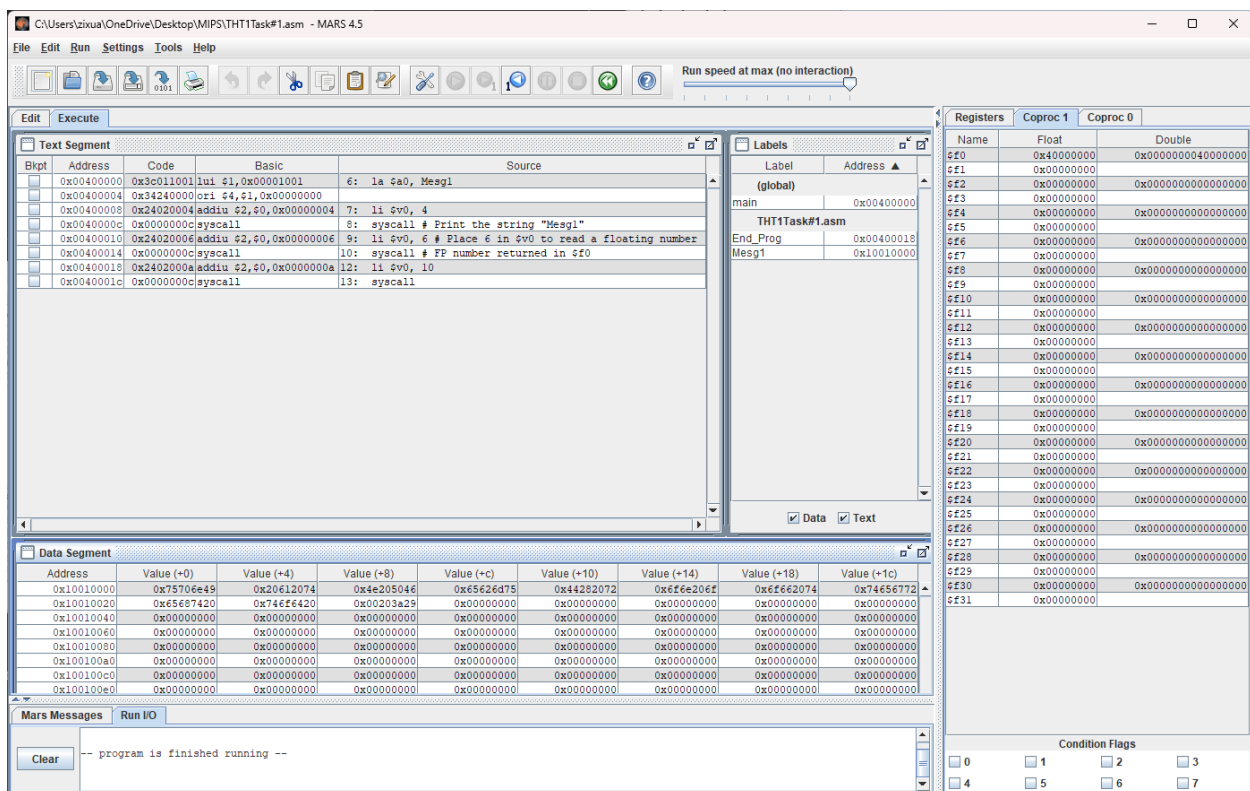 C:\Users\zixua\OneDrive\Desktop\MIPS\THT1Task#1.asm - MARS 4.5
File Edit Run Settings Tools Help
Run speed at max (no interaction)
Edit Execute
Text Segment
Bkpt Address Code Basic Source
0x00400000 0x3c011001 lui $1,0x00001001 6: la $a0, Mesg1
0x00400004 0x34240000 ori $4,$1,0x00000000
0x00400008 0x24020004 addiu $2,$0,0x00000004 7: li $v0, 4
0x0040000c 0x0000000c syscall 8: syscall # Print the string "Mesg1"
0x00400010 0x24020006 addiu $2,$0,0x00000006 9: li $v0, 6 # Place 6 in $v0 to read a floating number
0x00400014 0x0000000c syscall 10: syscall # FP number returned in $f0
0x00400018 0x2402000a addiu $2,$0,0x0000000a 12: li $v0, 10
0x0040001c 0x0000000c syscall 13: syscall
Labels
Label Address ▲
(global)
main 0x00400000
THT1Task#1.asm
End_Prog 0x00400018
Mesg1 0x10010000
Data Text
Data Segment
Address Value (+0) Value (+4) Value (+8) Value (+c) Value (+10) Value (+14) Value (+18) Value (+1c)
0x10010000 0x75706e49 0x20612074 0x4e205046 0x65626d75 0x44282072 0x6f6e206f 0x6f662074 0x74656772
0x10010020 0x65687420 0x746f6420 0x00203a29 0x00000000 0x00000000 0x00000000 0x00000000 0x00000000
0x10010040 0x00000000 0x00000000 0x00000000 0x00000000 0x00000000 0x00000000 0x00000000 0x00000000
0x10010060 0x00000000 0x00000000 0x00000000 0x00000000 0x00000000 0x00000000 0x00000000 0x00000000
0x10010080 0x00000000 0x00000000 0x00000000 0x00000000 0x00000000 0x00000000 0x00000000 0x00000000
0x100100a0 0x00000000 0x00000000 0x00000000 0x00000000 0x00000000 0x00000000 0x00000000 0x00000000
0x100100c0 0x00000000 0x00000000 0x00000000 0x00000000 0x00000000 0x00000000 0x00000000 0x00000000
0x100100e0 0x00000000 0x00000000 0x00000000 0x00000000 0x00000000 0x00000000 0x00000000 0x00000000
Mars Messages Run I/O
Clear
-- program is finished running --
Registers Coproc 1 Coproc 0
Name Float Double
$f0 0x40000000 0x0000000040000000
$f1 0x00000000
$f2 0x00000000 0x0000000000000000
$f3 0x00000000
$f4 0x00000000 0x0000000000000000
$f5 0x00000000
$f6 0x00000000 0x0000000000000000
$f7 0x00000000
$f8 0x00000000 0x0000000000000000
$f9 0x00000000
$f10 0x00000000 0x0000000000000000
$f11 0x00000000
$f12 0x00000000 0x0000000000000000
$f13 0x00000000
$f14 0x00000000 0x0000000000000000
$f15 0x00000000
$f16 0x00000000 0x0000000000000000
$f17 0x00000000
$f18 0x00000000 0x0000000000000000
$f19 0x00000000
$f20 0x00000000 0x0000000000000000
$f21 0x00000000
$f22 0x00000000 0x0000000000000000
$f23 0x00000000
$f24 0x00000000 0x0000000000000000
$f25 0x00000000
$f26 0x00000000 0x0000000000000000
$f27 0x00000000
$f28 0x00000000 0x0000000000000000
$f29 0x00000000
$f30 0x00000000 0x0000000000000000
$f31 0x00000000
Condition Flags
0 1 2 3
4 5 6 7